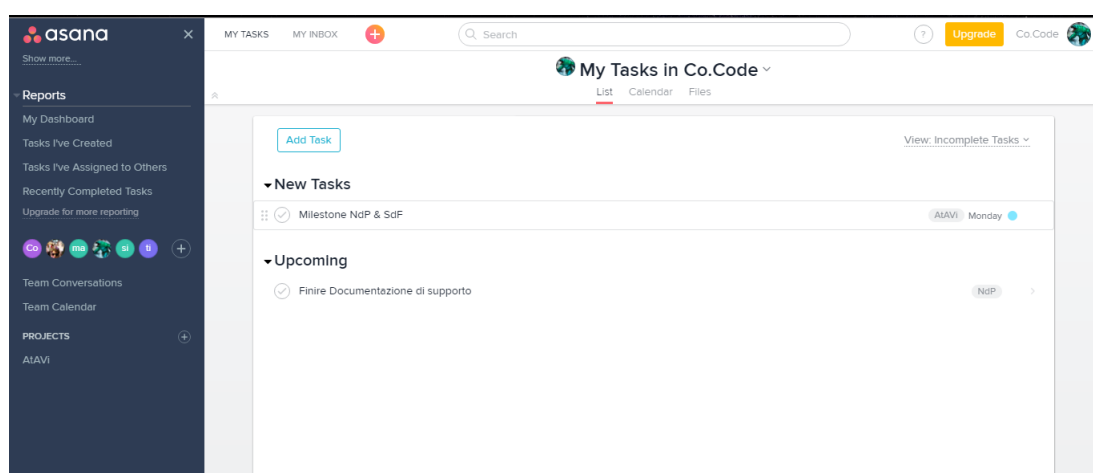 asana
×
Show more...
Reports
My Dashboard
Tasks I've Created
Tasks I've Assigned to Others
Recently Completed Tasks
Upgrade for more reporting
Co ma si ti +
Team Conversations
Team Calendar
PROJECTS +
AtAVi
MY TASKS MY INBOX + Search ? Upgrade Co.Code
My Tasks in Co.Code
List Calendar Files
Add Task View: Incomplete Tasks
New Tasks
Milestone NdP & SdF AtAVi Monday
Upcoming
Finire Documentazione di supporto NdP